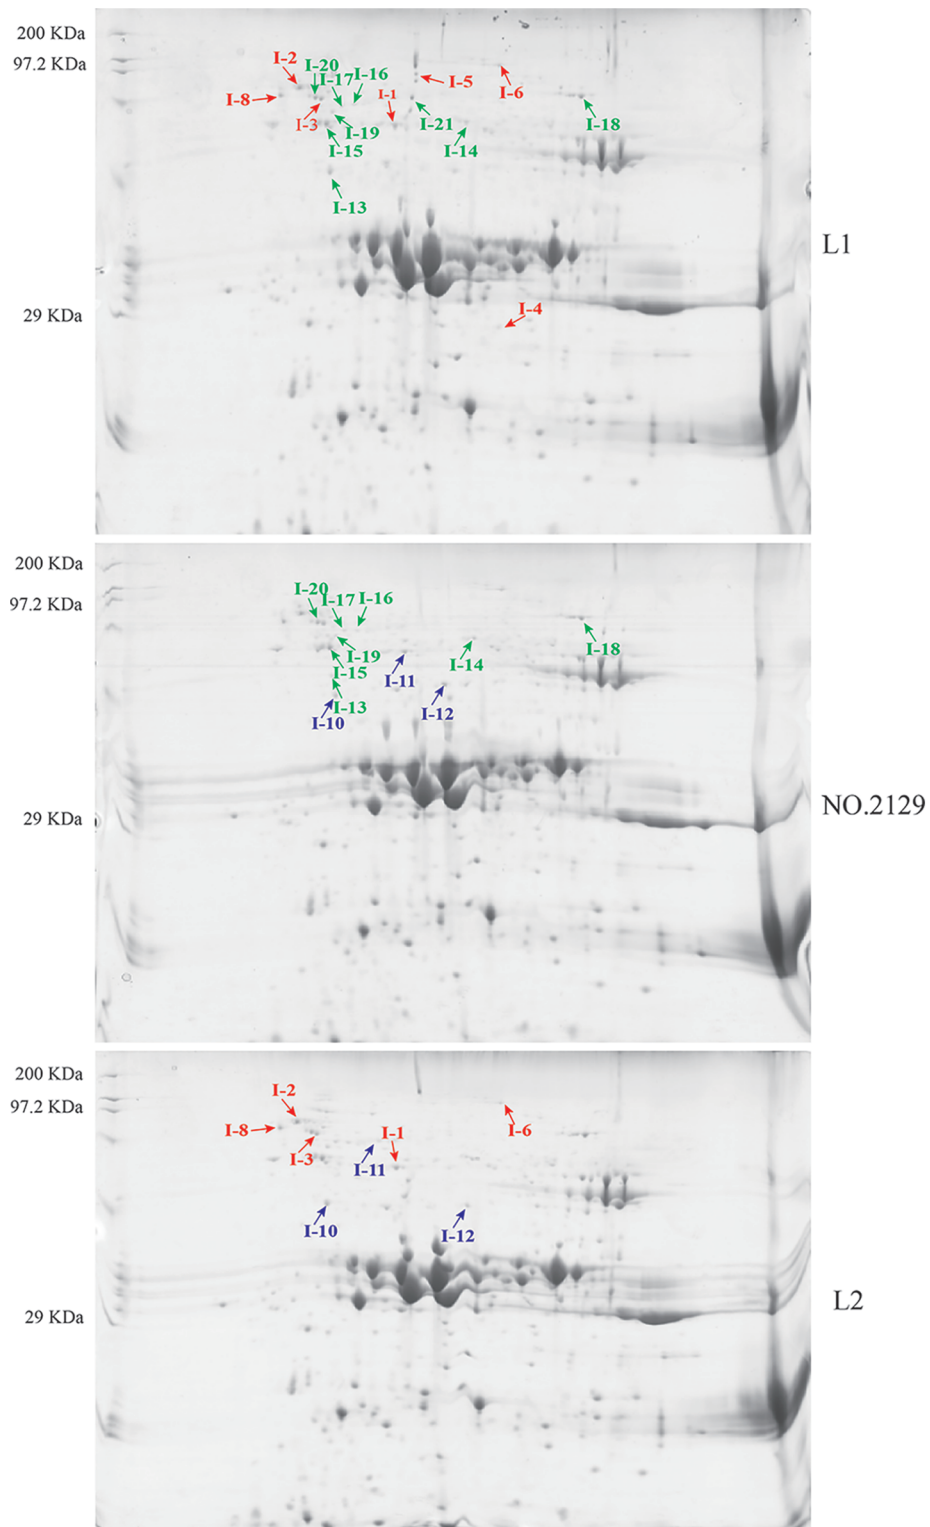 200 KDa
97.2 KDa
I-2
I-20
I-17
I-16
I-8
I-1
I-5
I-6
I-3
I-19
I-21
I-18
I-15
I-14
I-13
L1
29 KDa
I-4
200 KDa
97.2 KDa
I-20
I-17
I-16
I-19
I-14
I-18
I-15
I-11
I-13
I-12
I-10
29 KDa
NO.2129
200 KDa
97.2 KDa
I-2
I-8
I-1
I-6
I-3
I-11
I-10
I-12
29 KDa
L2